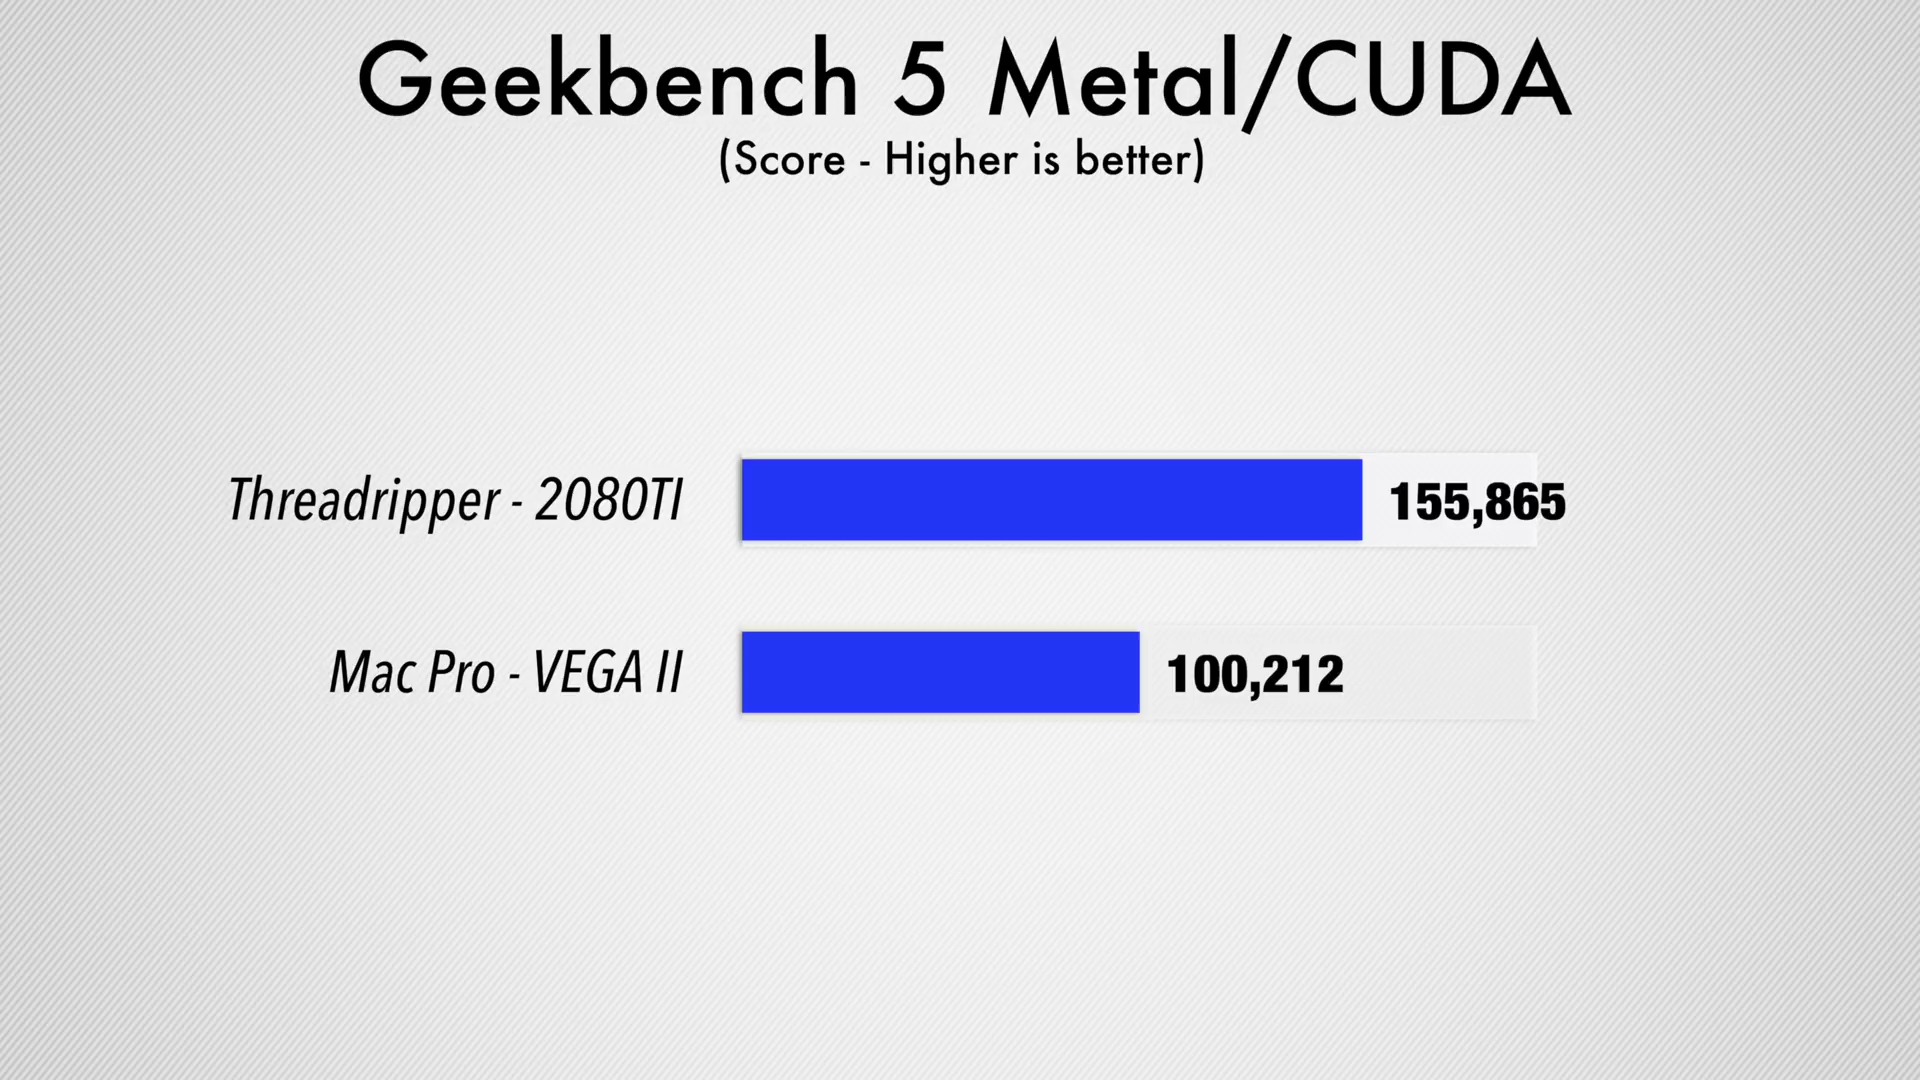 Geekbench 5 Metal/CUDA
(Score - Higher is better)
Threadripper - 2080TI 155,865
Mac Pro - VEGA II 100,212